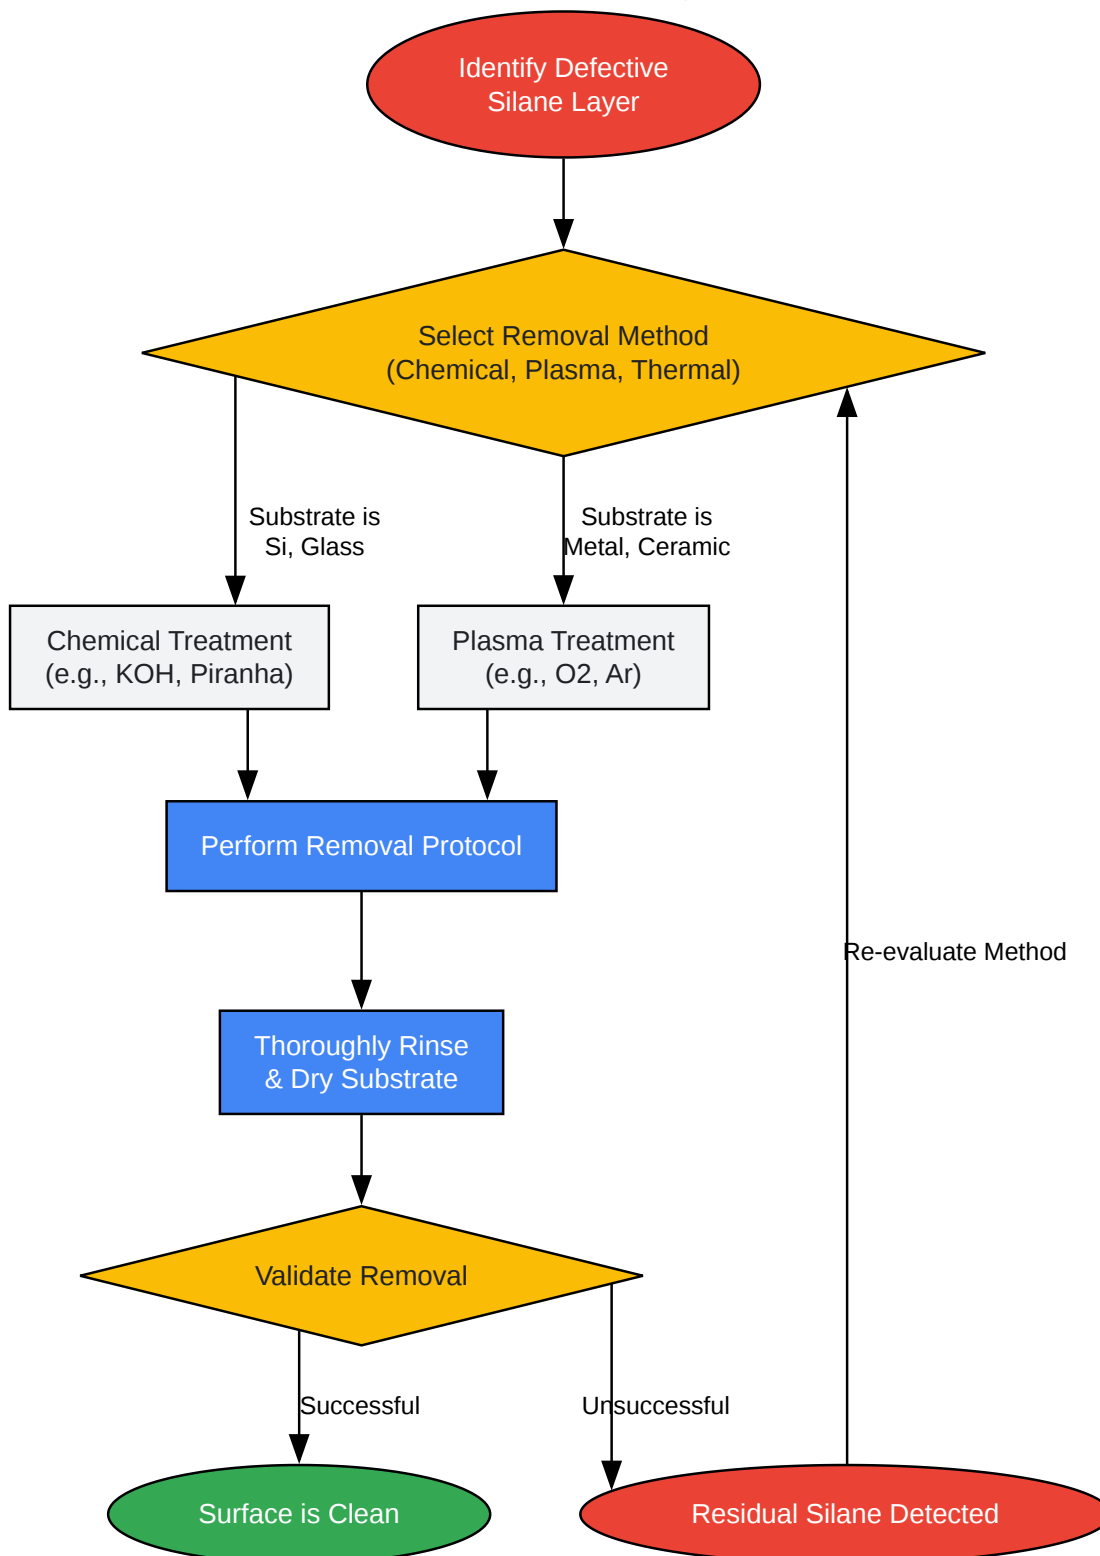 Identify Defective
Silane Layer
Select Removal Method
(Chemical, Plasma, Thermal)
Substrate is
Si, Glass
Substrate is
Metal, Ceramic
Chemical Treatment
(e.g., KOH, Piranha)
Plasma Treatment
(e.g., O2, Ar)
Perform Removal Protocol
Re-evaluate Method
Thoroughly Rinse
& Dry Substrate
Validate Removal
Successful
Unsuccessful
Surface is Clean
Residual Silane Detected